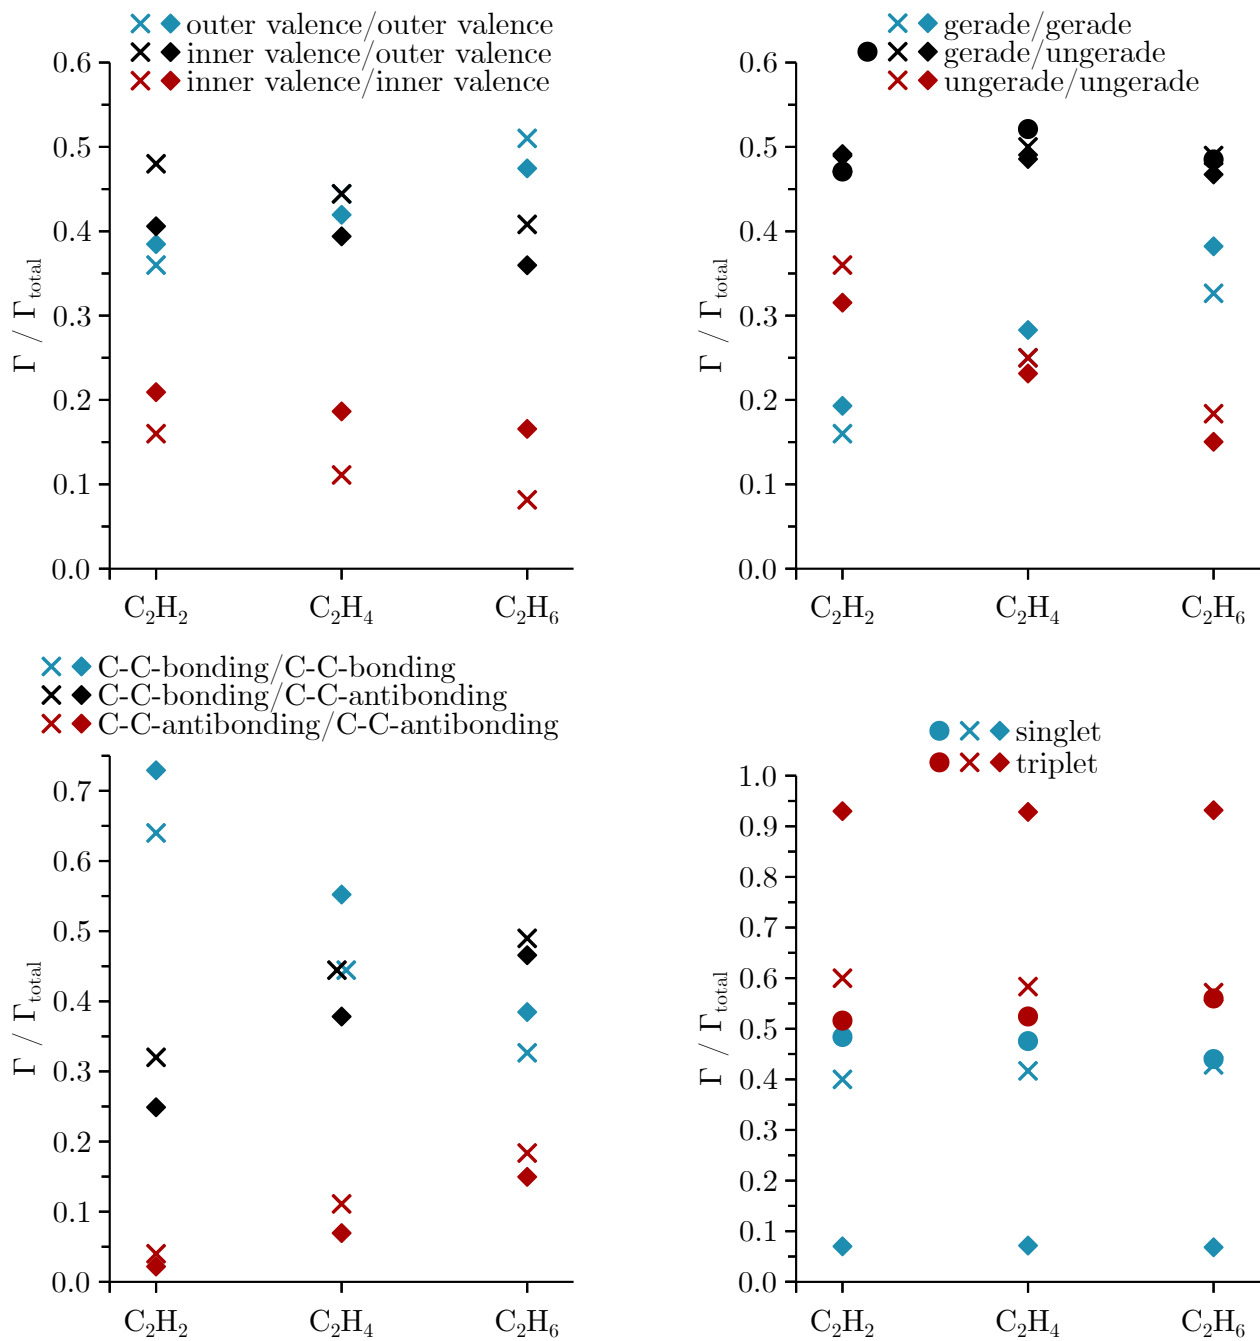 outer valence/outer valence
inner valence/outer valence
inner valence/inner valence
0.6
0.5
0.4
0.3
0.2
0.1
0.0
Γ / Γtotal
C₂H₂ C₂H₄ C₂H₆
gerade/gerade
gerade/ungerade
ungerade/ungerade
0.6
0.5
0.4
0.3
0.2
0.1
0.0
Γ / Γtotal
C₂H₂ C₂H₄ C₂H₆
C-C-bonding/C-C-bonding
C-C-bonding/C-C-antibonding
C-C-antibonding/C-C-antibonding
0.7
0.6
0.5
0.4
0.3
0.2
0.1
0.0
Γ / Γtotal
C₂H₂ C₂H₄ C₂H₆
singlet
triplet
1.0
0.9
0.8
0.7
0.6
0.5
0.4
0.3
0.2
0.1
0.0
Γ / Γtotal
C₂H₂ C₂H₄ C₂H₆